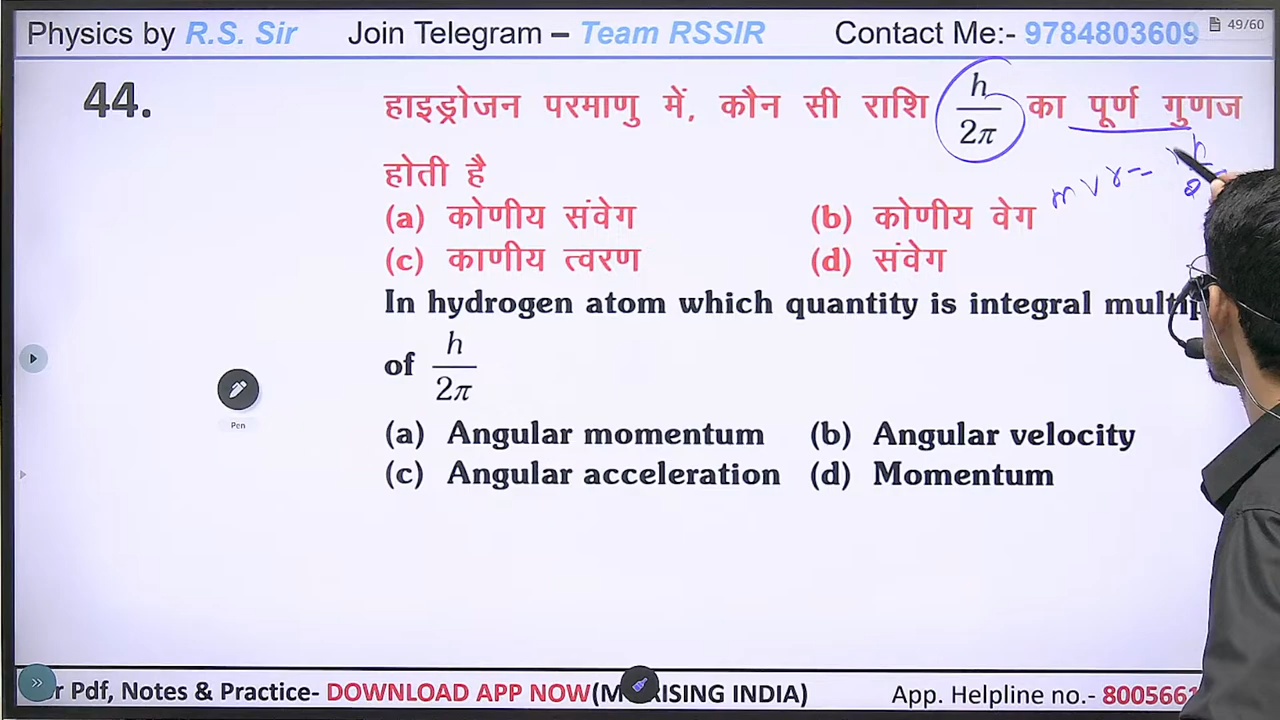 Physics by R.S. Sir Join Telegram – Team RSSIR Contact Me:- 9784803609 49/60
44. हाइड्रोजन परमाणु में, कौन सी राशि h/2π का पूर्ण गुणज
होती है
mvr =
(a) कोणीय संवेग (b) कोणीय वेग
(c) काणीय त्वरण (d) संवेग
In hydrogen atom which quantity is integral
of h/2π
Pen
(a) Angular momentum (b) Angular velocity
(c) Angular acceleration (d) Momentum
Pdf, Notes & Practice- DOWNLOAD APP NOW RISING INDIA) App. Helpline no.- 800566